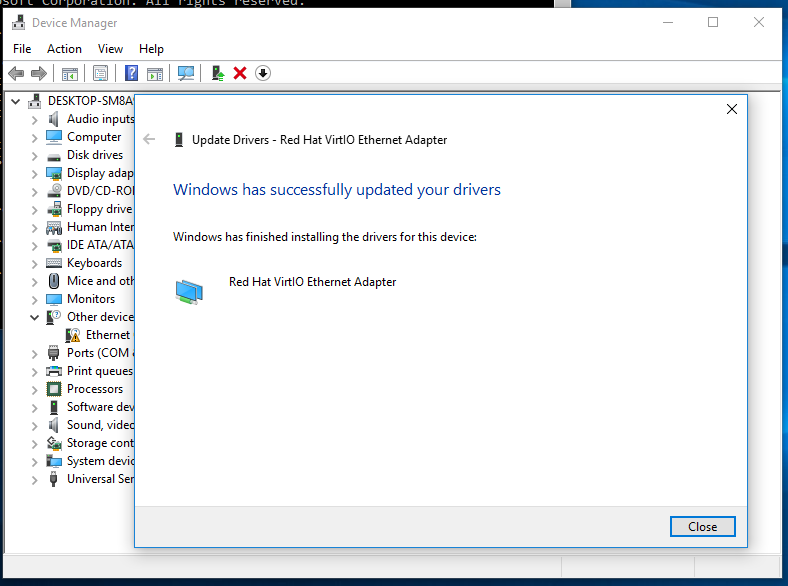 osoft Corporation. All rights reserved.
Device Manager
File Action View Help
DESKTOP-SM8A
Audio inputs
Computer
Disk drives
Display adap
DVD/CD-RO
Floppy drive
Human Inter
IDE ATA/ATA
Keyboards
Mice and oth
Monitors
Other device
Ethernet
Ports (COM
Print queues
Processors
Software dev
Sound, video
Storage cont
System devic
Universal Ser
Update Drivers - Red Hat VirtIO Ethernet Adapter
Windows has successfully updated your drivers
Windows has finished installing the drivers for this device:
Red Hat VirtIO Ethernet Adapter
Close